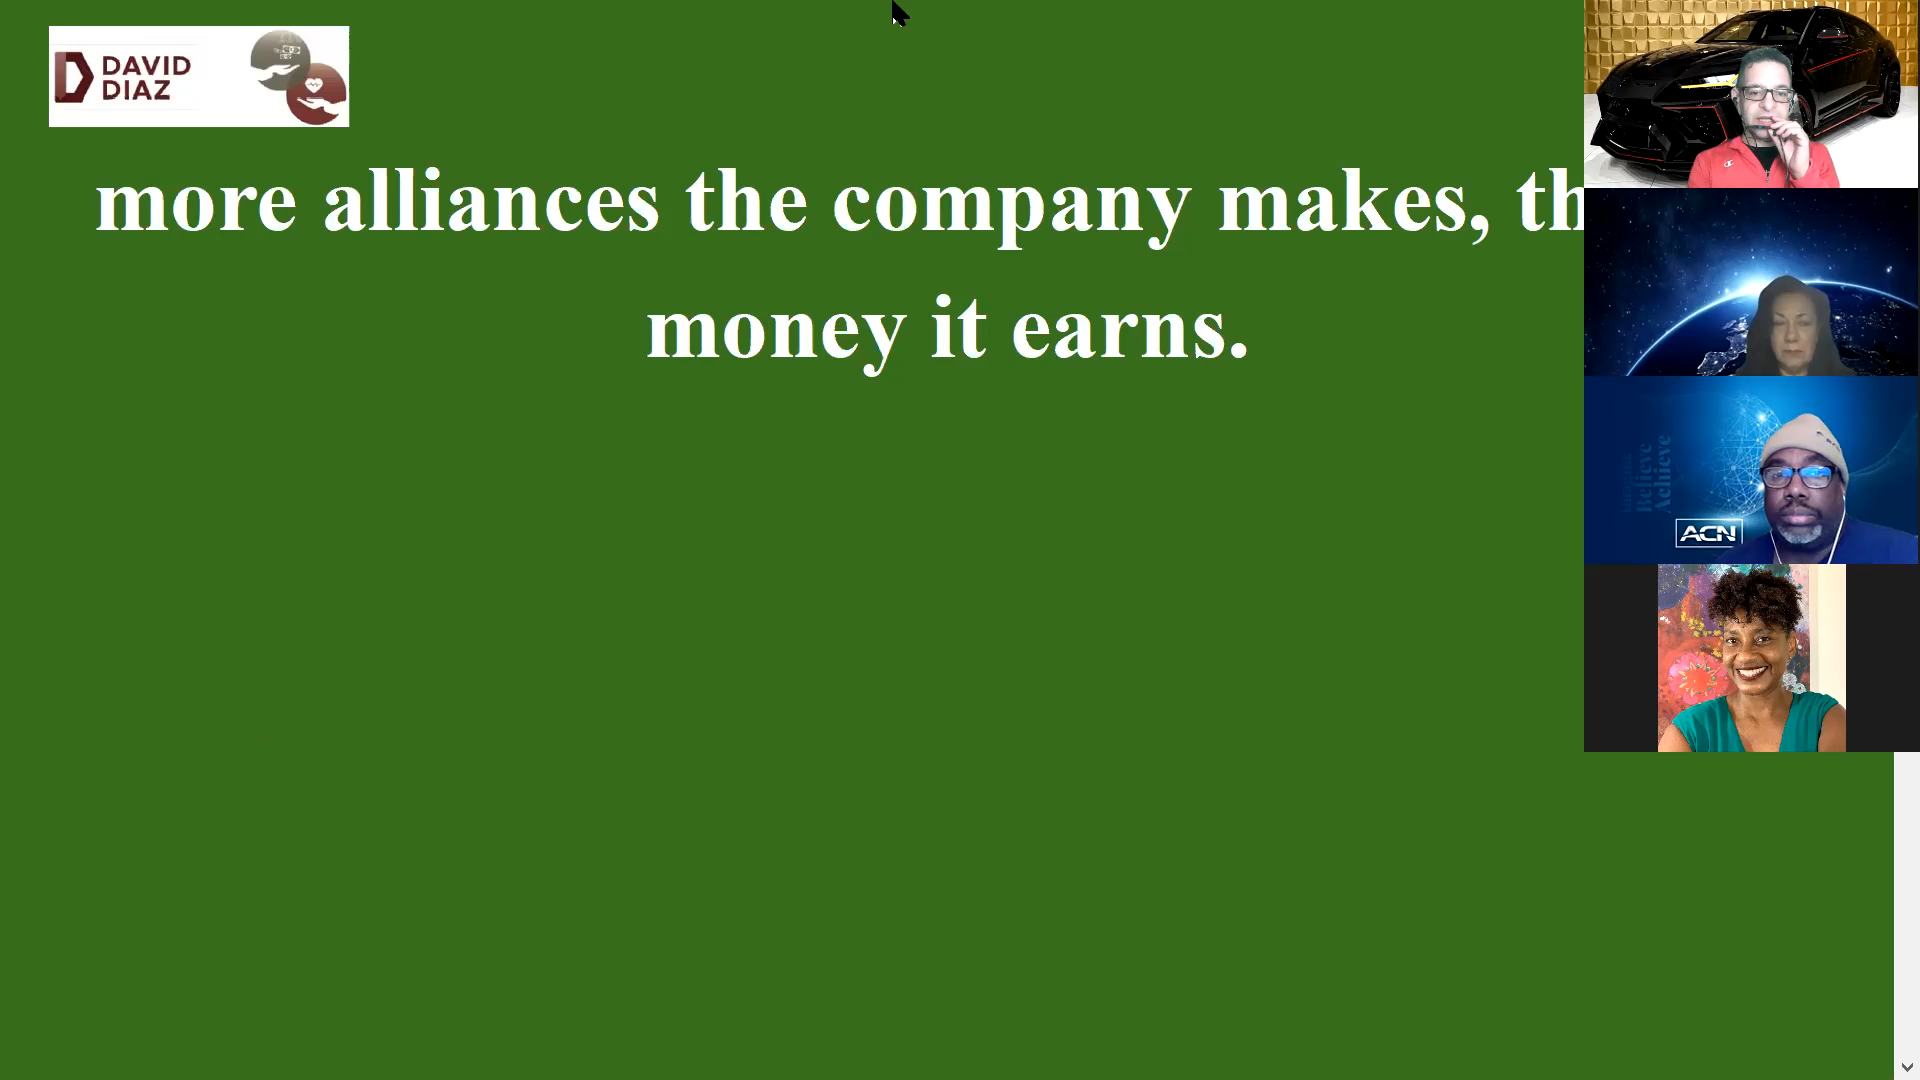 DAVID
DIAZ
more alliances the company makes, th
money it earns.
Believe
Achieve
ACN